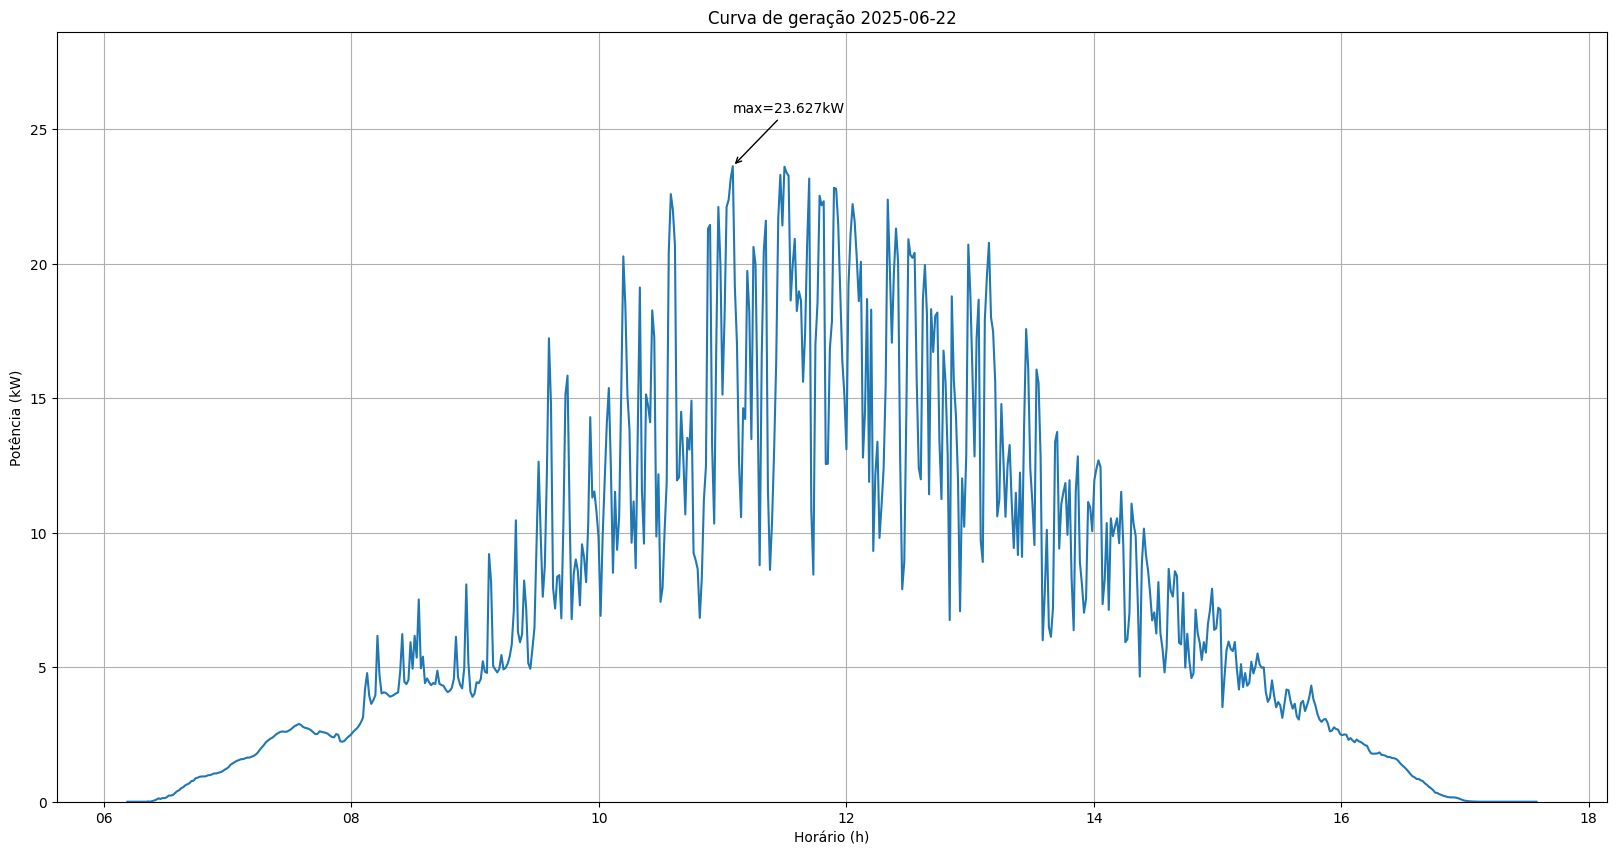 Curva de geração 2025-06-22
max=23.627kW
25
20
15
10
5
0
Potência (kW)
06 08 10 12 14 16 18
Horário (h)